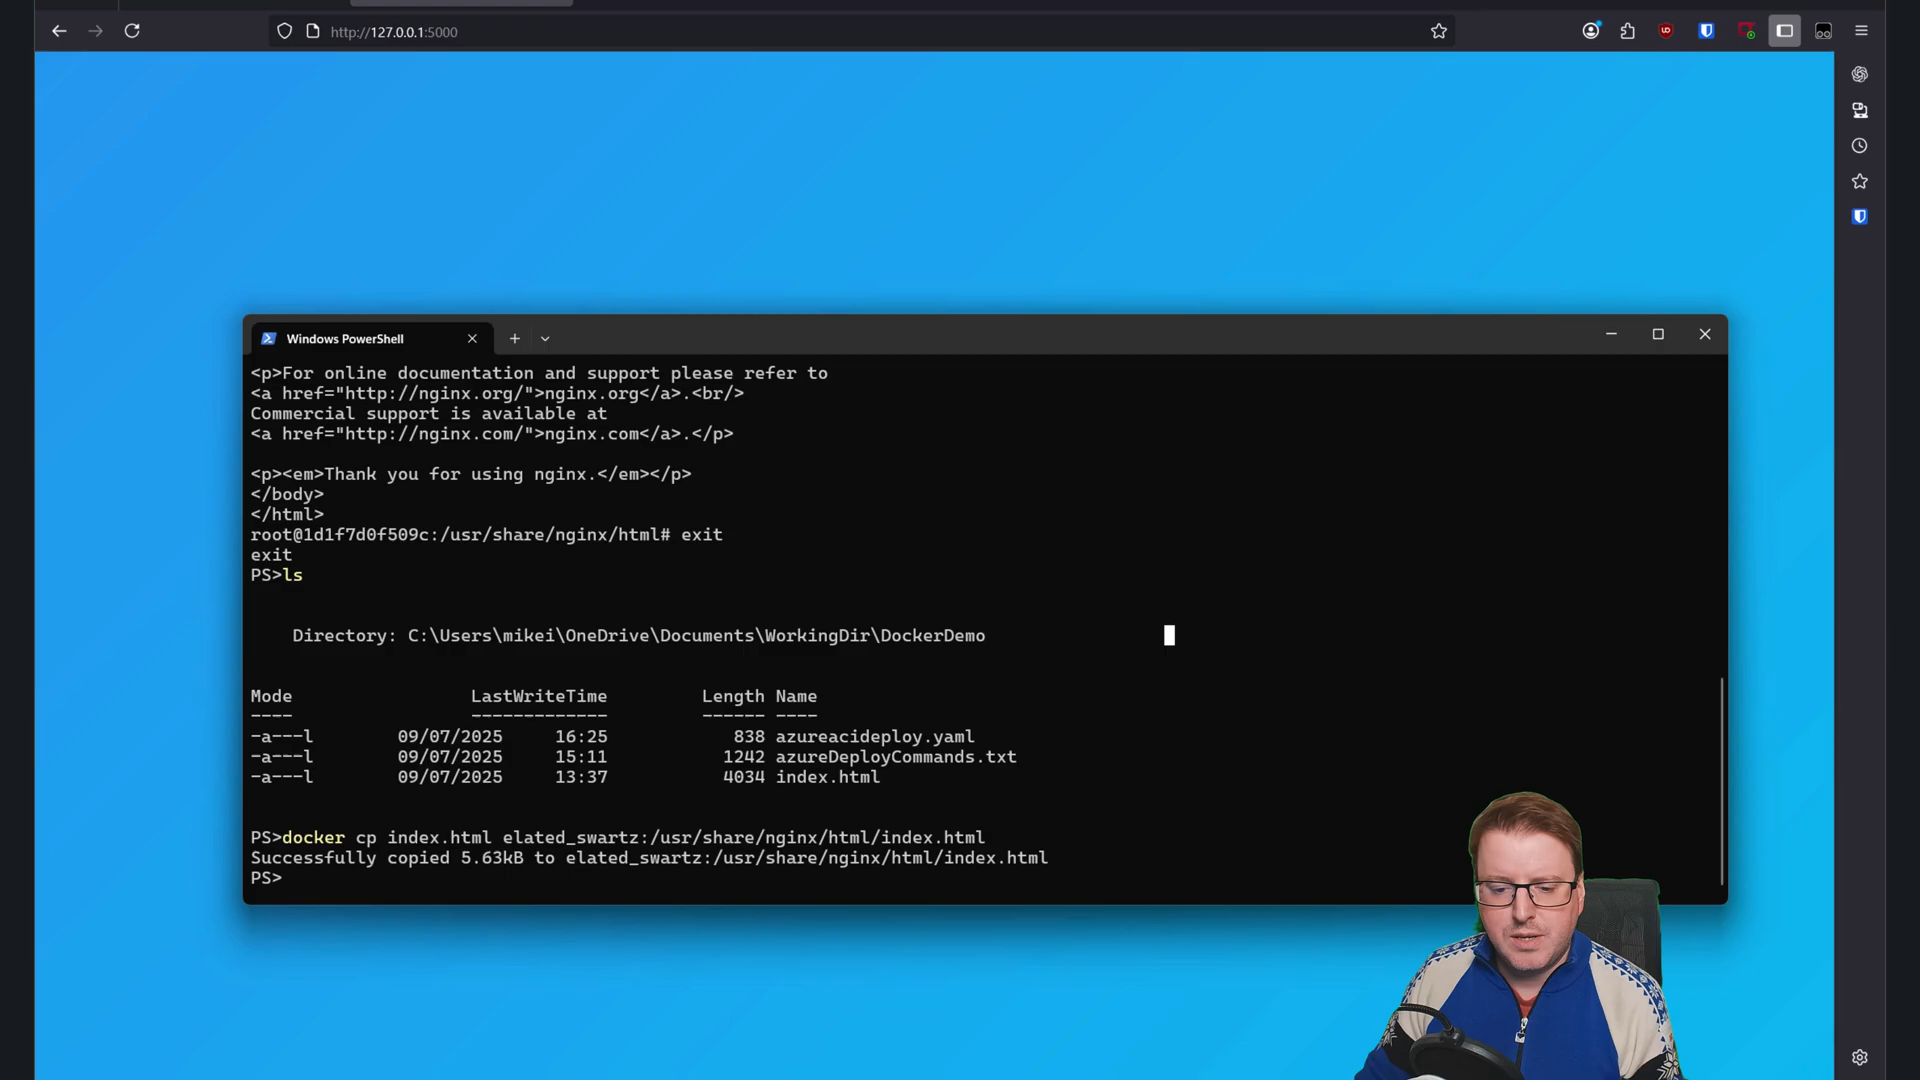 http://127.0.0.1:5000
Windows PowerShell
<p>For online documentation and support please refer to
<a href="http://nginx.org/">nginx.org</a>.<br/>
Commercial support is available at
<a href="http://nginx.com/">nginx.com</a>.</p>
<p><em>Thank you for using nginx.</em></p>
</body>
</html>
root@1d1f7d0f509c:/usr/share/nginx/html# exit
exit
PS>ls
Directory: C:\Users\mikei\OneDrive\Documents\WorkingDir\DockerDemo
Mode LastWriteTime Length Name
---- ------------- ------ ----
-a---l 09/07/2025 16:25 838 azureacideploy.yaml
-a---l 09/07/2025 15:11 1242 azureDeployCommands.txt
-a---l 09/07/2025 13:37 4034 index.html
PS>docker cp index.html elated_swartz:/usr/share/nginx/html/index.html
Successfully copied 5.63kB to elated_swartz:/usr/share/nginx/html/index.html
PS>